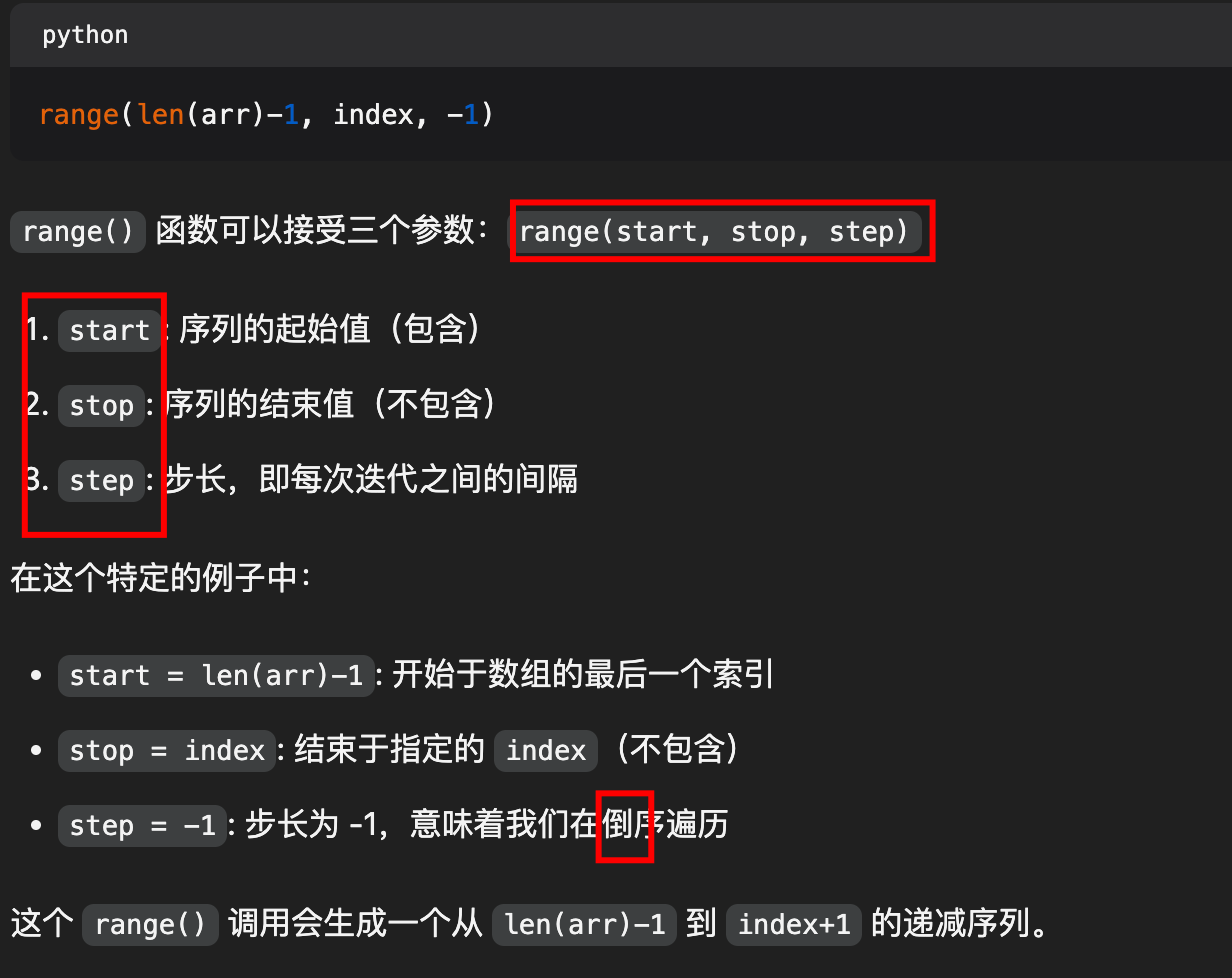 python
range(len(arr)-1, index, -1)
range() 函数可以接受三个参数：range(start, stop, step)
1. start：序列的起始值（包含）
2. stop：序列的结束值（不包含）
3. step：步长，即每次迭代之间的间隔
在这个特定的例子中：
• start = len(arr)-1：开始于数组的最后一个索引
• stop = index：结束于指定的 index（不包含）
• step = -1：步长为 -1，意味着我们在倒序遍历
这个 range() 调用会生成一个从 len(arr)-1 到 index+1 的递减序列。